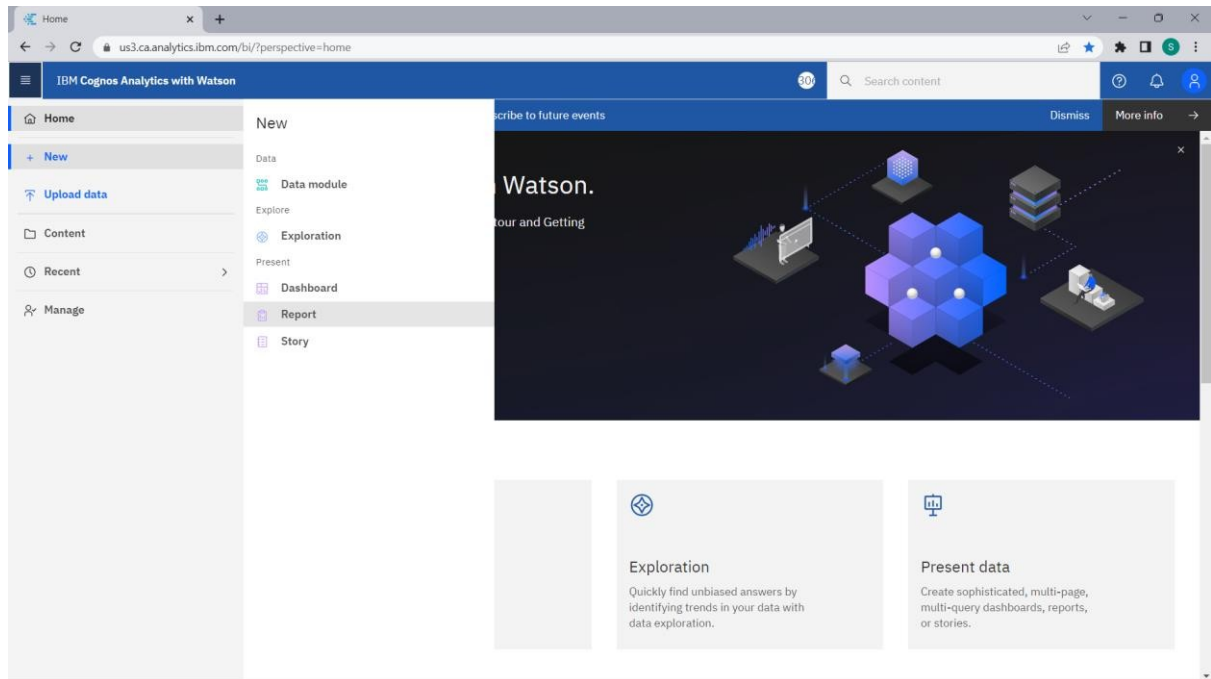 Home
us3.ca.analytics.ibm.com/bi/?perspective=home
S
IBM Cognos Analytics with Watson
Search content
Home
New
Upload data
Content
Recent
Manage
New
Data
Data module
Explore
Exploration
Present
Dashboard
Report
Story
scribe to future events
Dismiss
More info
Watson.
tour and Getting
Exploration
Quickly find unbiased answers by
identifying trends in your data with
data exploration.
Present data
Create sophisticated, multi-page,
multi-query dashboards, reports,
or stories.